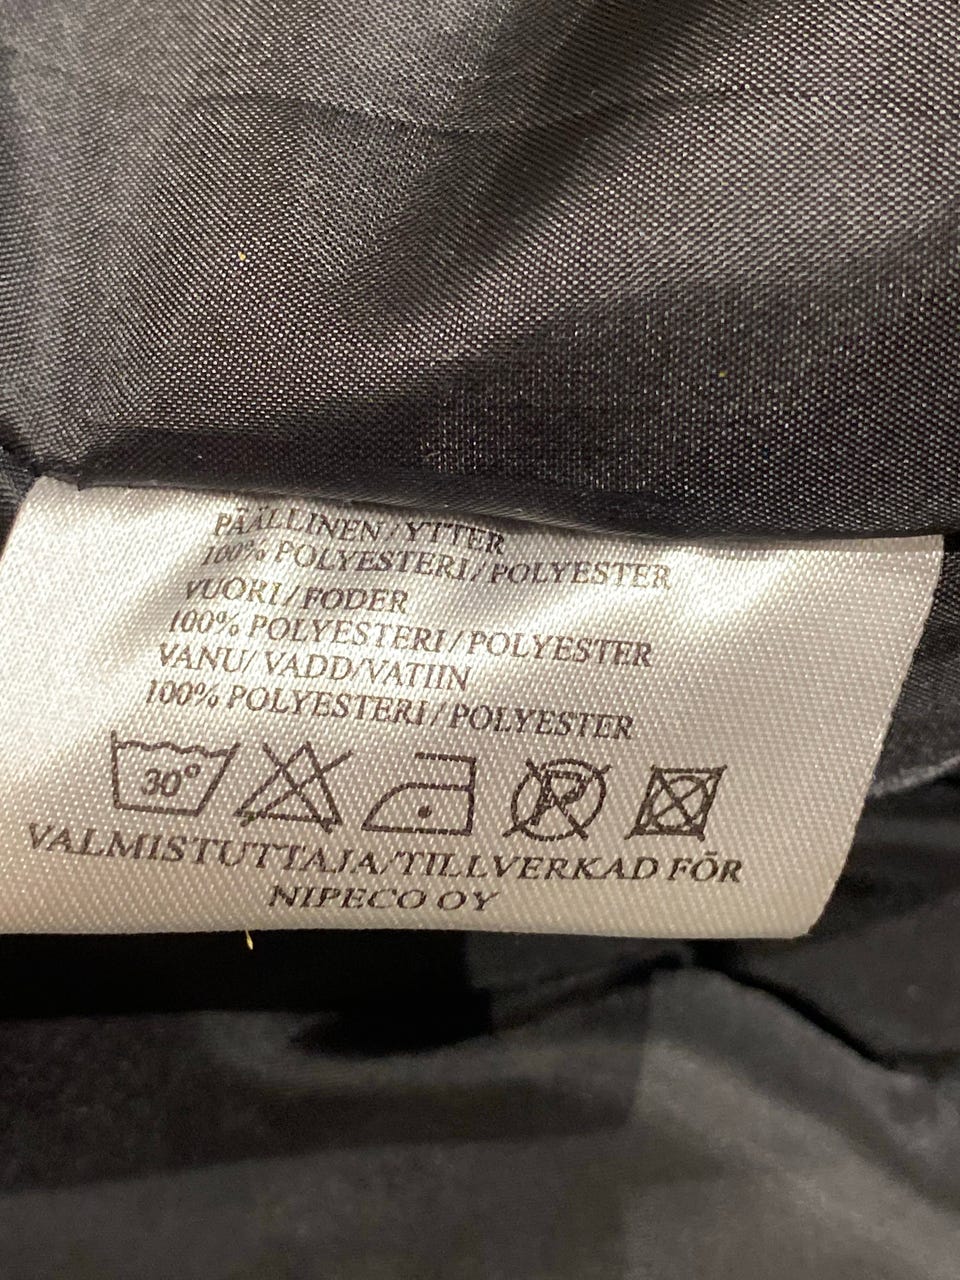 PÄÄLLINEN/YTTER
100% POLYESTERI/POLYESTER
VUORI/FODER
100% POLYESTERI/POLYESTER
VANU/VADD/VATIIN
100% POLYESTERI/POLYESTER
30° P
VALMISTUTTAJA/TILLVERKAD FÕR
NIPECO OY